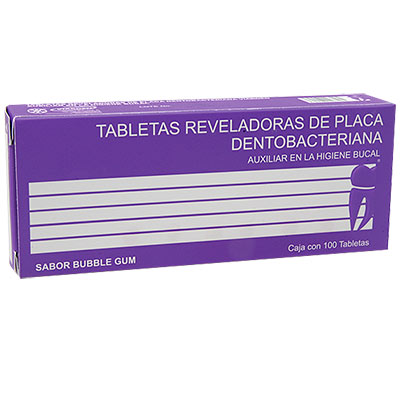 TABLETAS REVELADORAS DE PLACA
DENTOBACTERIANA
AUXILIAR EN LA HIGIENE BUCAL
®
Caja con 100 Tabletas
SABOR BUBBLE GUM